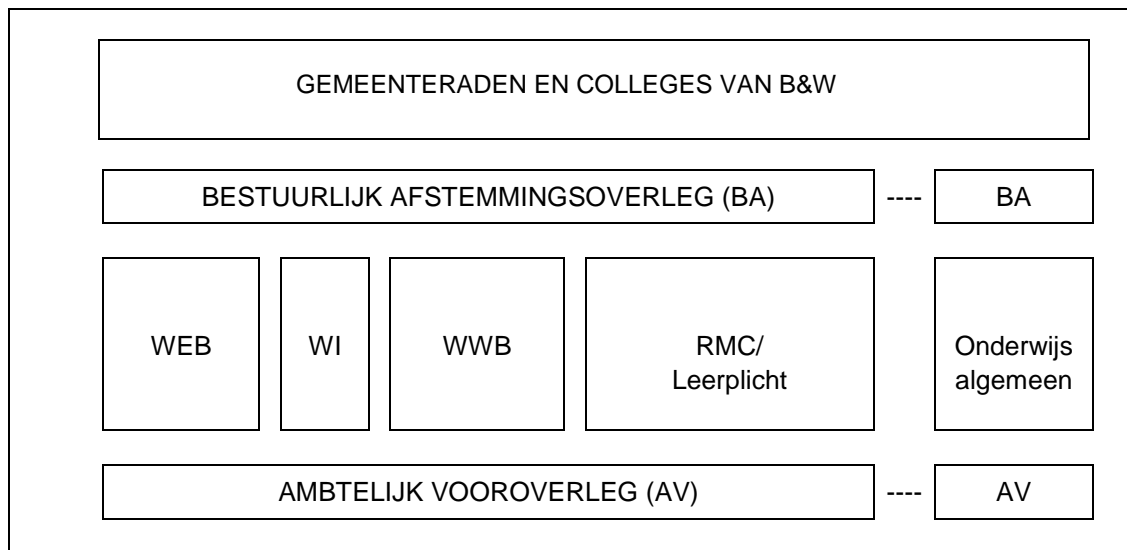 GEMEENTERADEN EN COLLEGES VAN B&W
BESTUURLIJK AFSTEMMINGSOVERLEG (BA) ---- BA
WEB WI WWB RMC/ Onderwijs
Leerplicht algemeen
AMBTELIJK VOOROVERLEG (AV) ---- AV